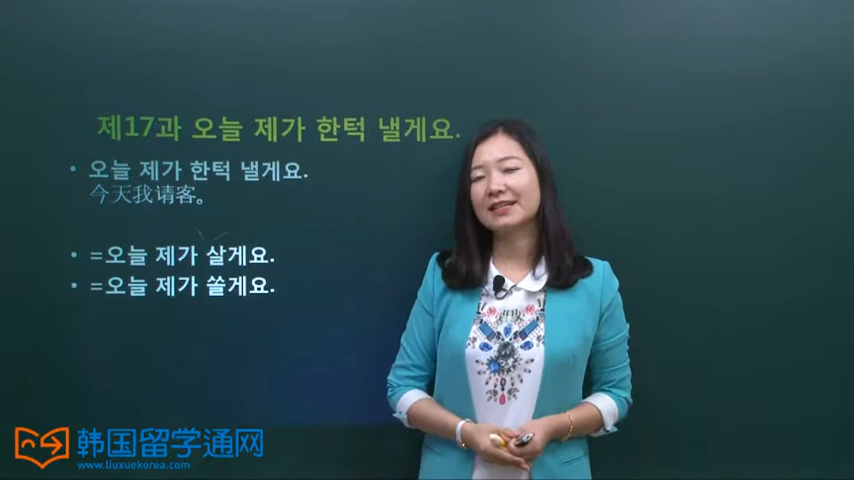 제17과 오늘 제가 한턱 낼게요.
• 오늘 제가 한턱 낼게요.
今天我请客。
• =오늘 제가 살게요.
• =오늘 제가 쏠게요.
韩国留学通网
www.liuxuekorea.com